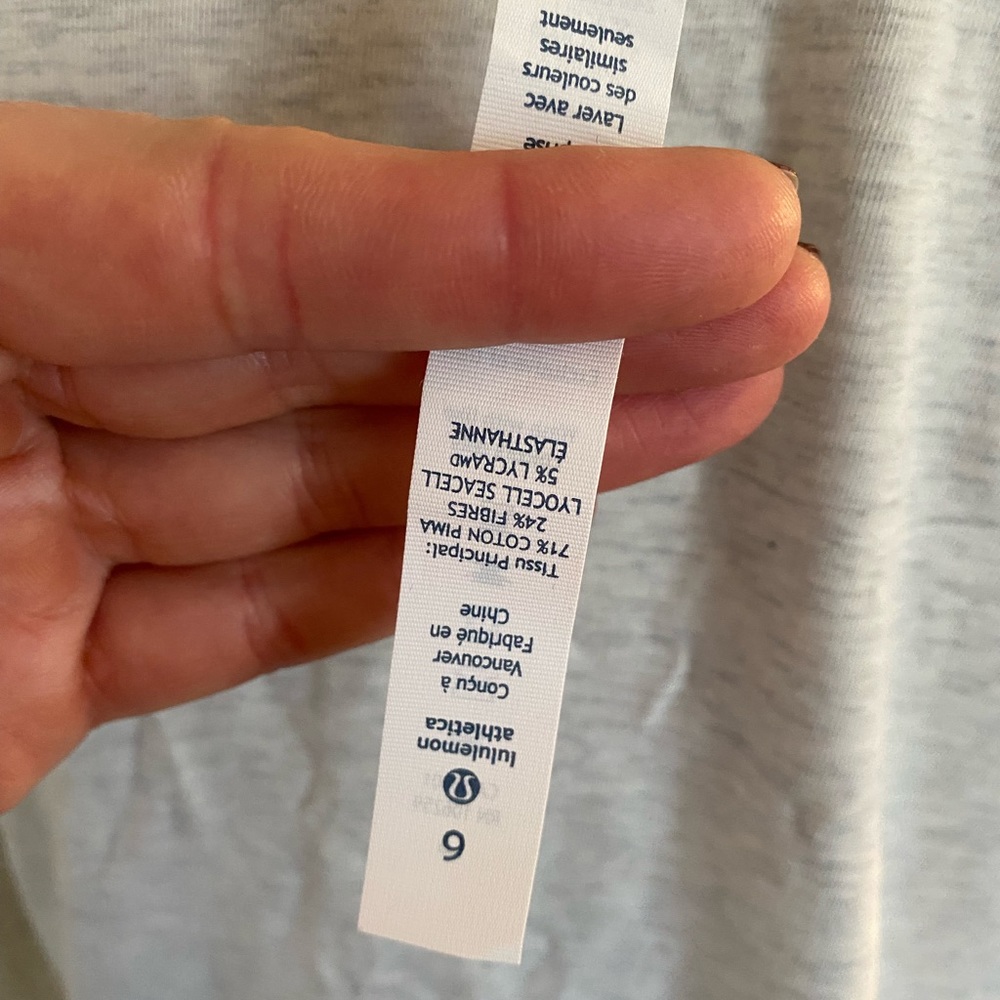 6
lululemon
athletica
Conçu à
Vancouver
Fabriqué en
Chine
Tissu Principal:
71% COTON PIMA
24% FIBRES
LYOCELL SEACELL
5% LYCRAMD
ÉLASTHANNE
Laver avec
des couleurs
similaires
seulement